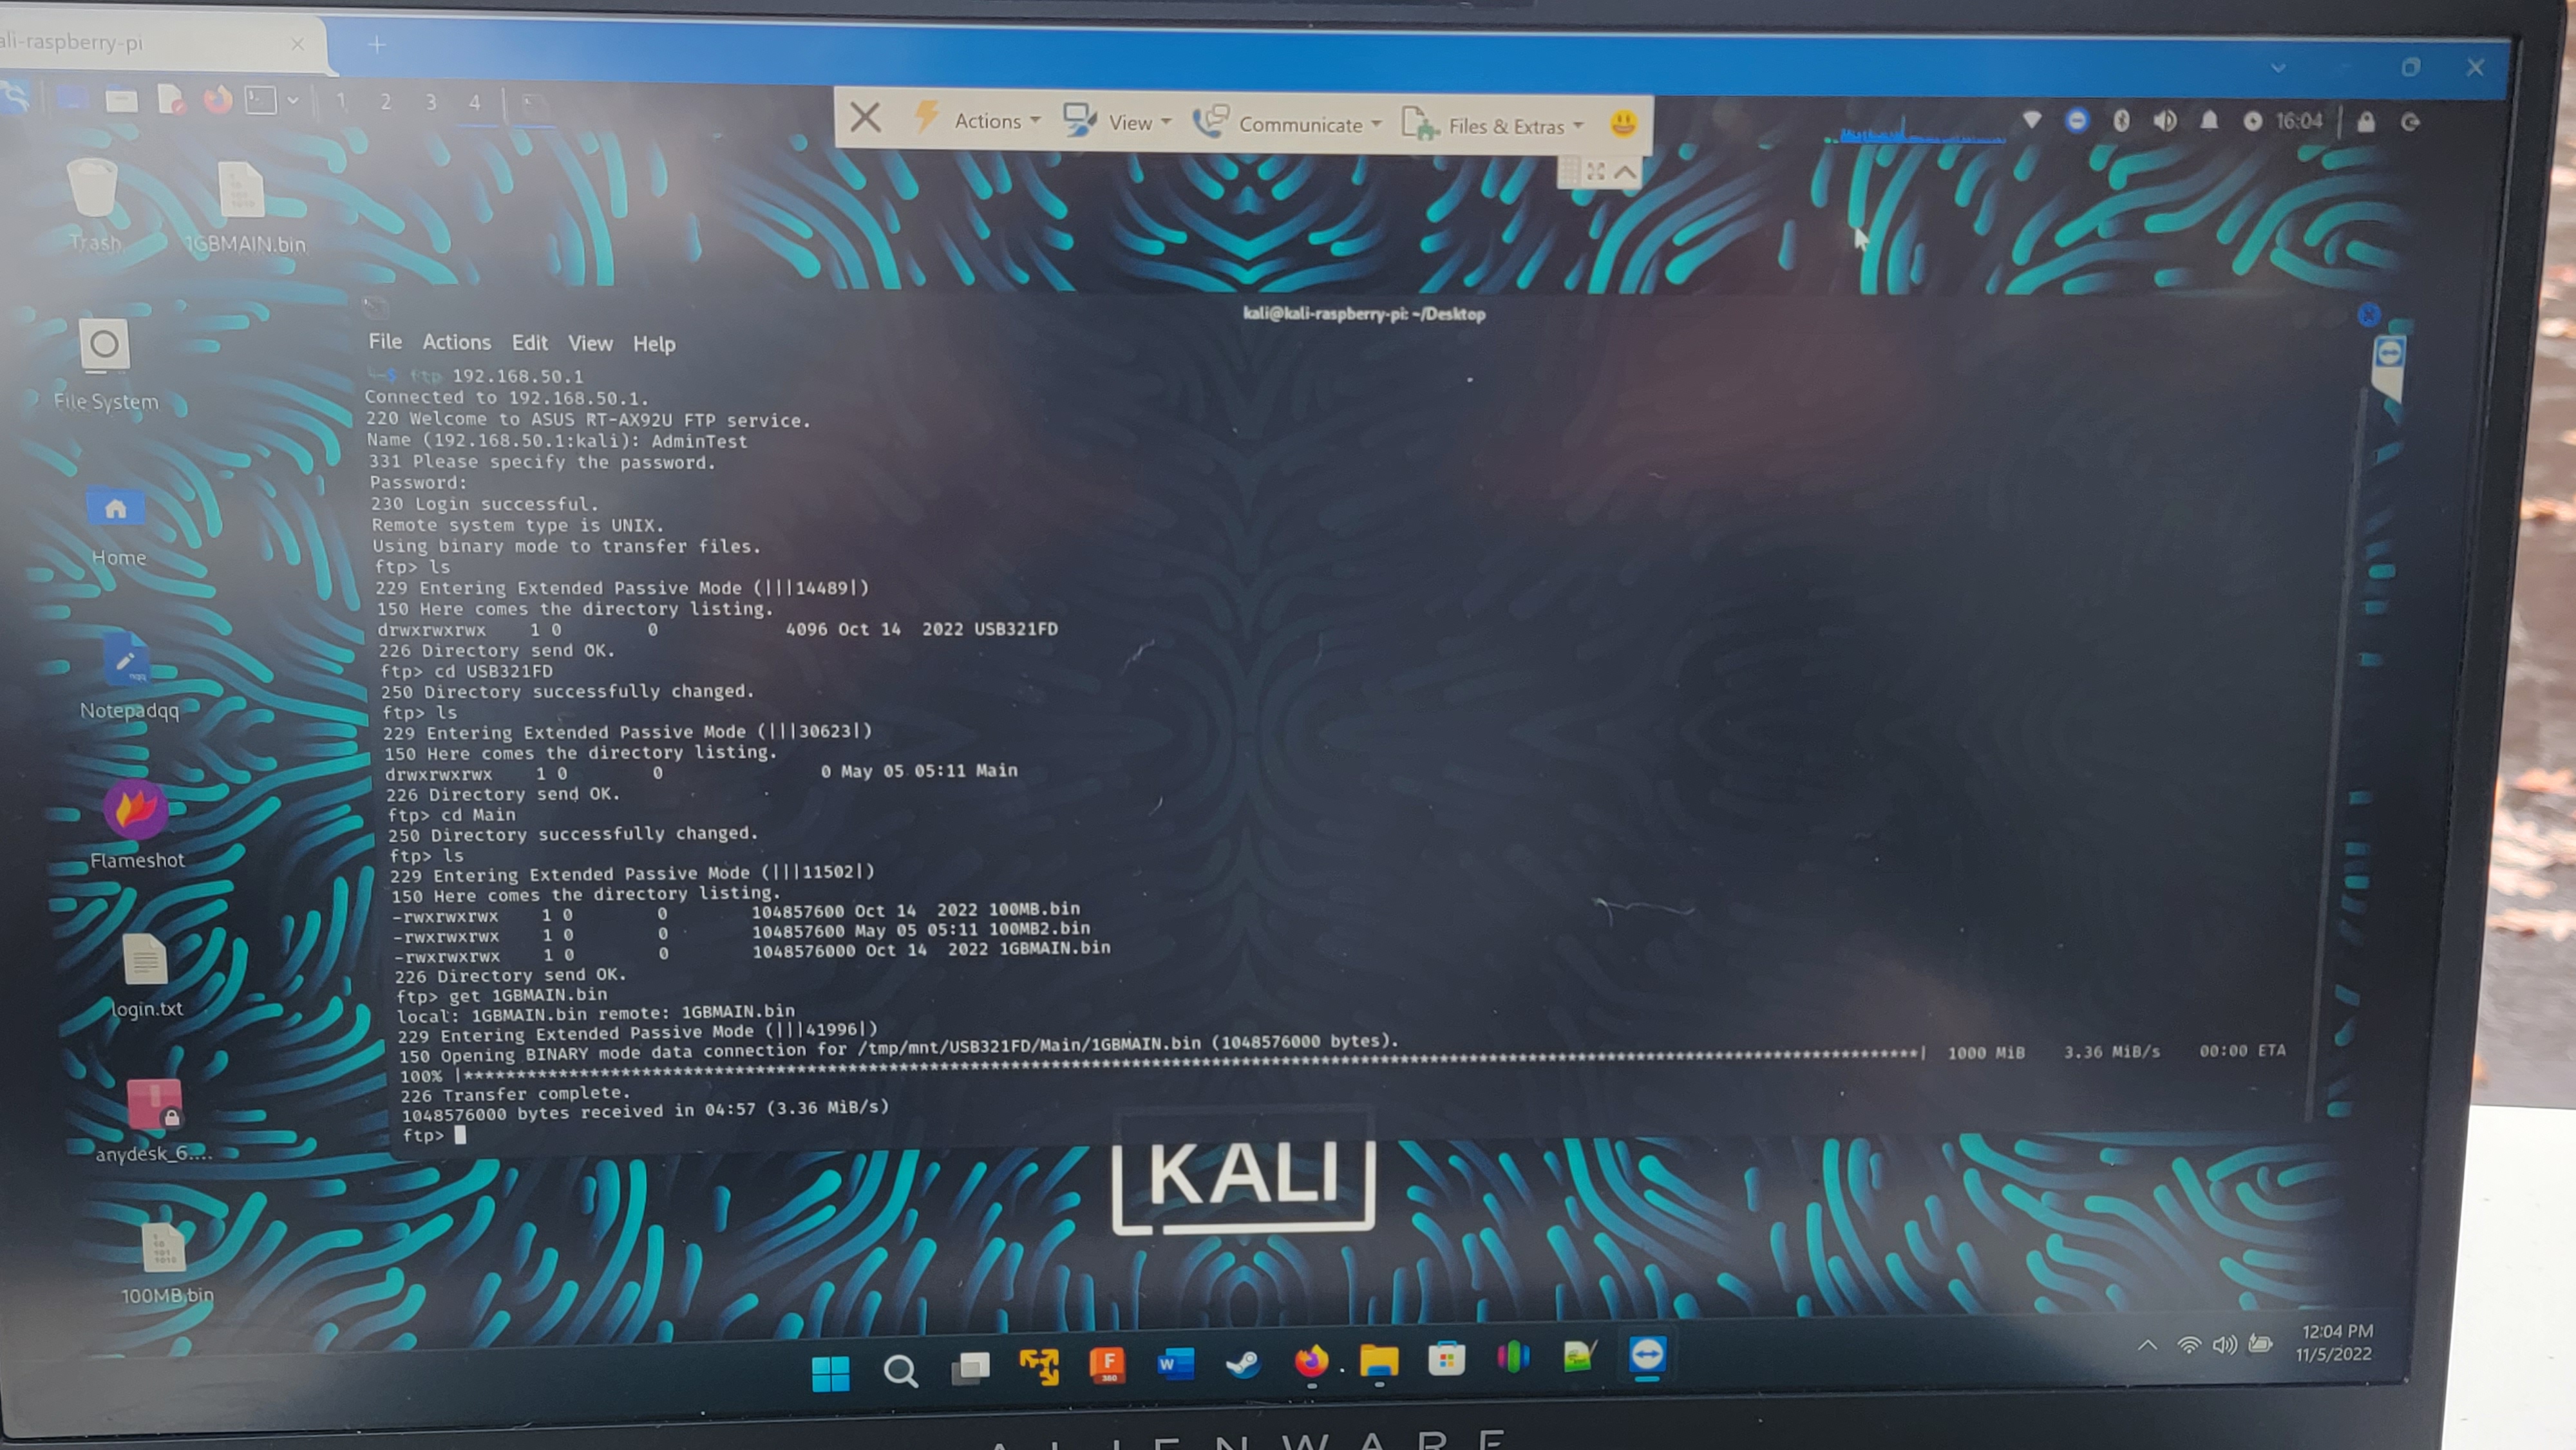 ali-raspberry-pi
1 2 3 4
Actions View Communicate Files & Extras
16:04
Trash
1GBMAIN.bin
File System
Home
Notepadqq
Flameshot
login.txt
anydesk_6....
100MB.bin
kali@kali-raspberry-pi: ~/Desktop
File Actions Edit View Help
└─$ ftp 192.168.50.1
Connected to 192.168.50.1.
220 Welcome to ASUS RT-AX92U FTP service.
Name (192.168.50.1:kali): AdminTest
331 Please specify the password.
Password:
230 Login successful.
Remote system type is UNIX.
Using binary mode to transfer files.
ftp> ls
229 Entering Extended Passive Mode (|||14489|)
150 Here comes the directory listing.
drwxrwxrwx 1 0 0 4096 Oct 14 2022 USB321FD
226 Directory send OK.
ftp> cd USB321FD
250 Directory successfully changed.
ftp> ls
229 Entering Extended Passive Mode (|||30623|)
150 Here comes the directory listing.
drwxrwxrwx 1 0 0 0 May 05 05:11 Main
226 Directory send OK.
ftp> cd Main
250 Directory successfully changed.
ftp> ls
229 Entering Extended Passive Mode (|||11502|)
150 Here comes the directory listing.
-rwxrwxrwx 1 0 0 104857600 Oct 14 2022 100MB.bin
-rwxrwxrwx 1 0 0 104857600 May 05 05:11 100MB2.bin
-rwxrwxrwx 1 0 0 1048576000 Oct 14 2022 1GBMAIN.bin
226 Directory send OK.
ftp> get 1GBMAIN.bin
local: 1GBMAIN.bin remote: 1GBMAIN.bin
229 Entering Extended Passive Mode (|||41996|)
150 Opening BINARY mode data connection for /tmp/mnt/USB321FD/Main/1GBMAIN.bin (1048576000 bytes).
100% |***********************************************************************| 1000 MiB 3.36 MiB/s 00:00 ETA
226 Transfer complete.
1048576000 bytes received in 04:57 (3.36 MiB/s)
ftp>
KALI
12:04 PM
11/5/2022
ALIENWARE